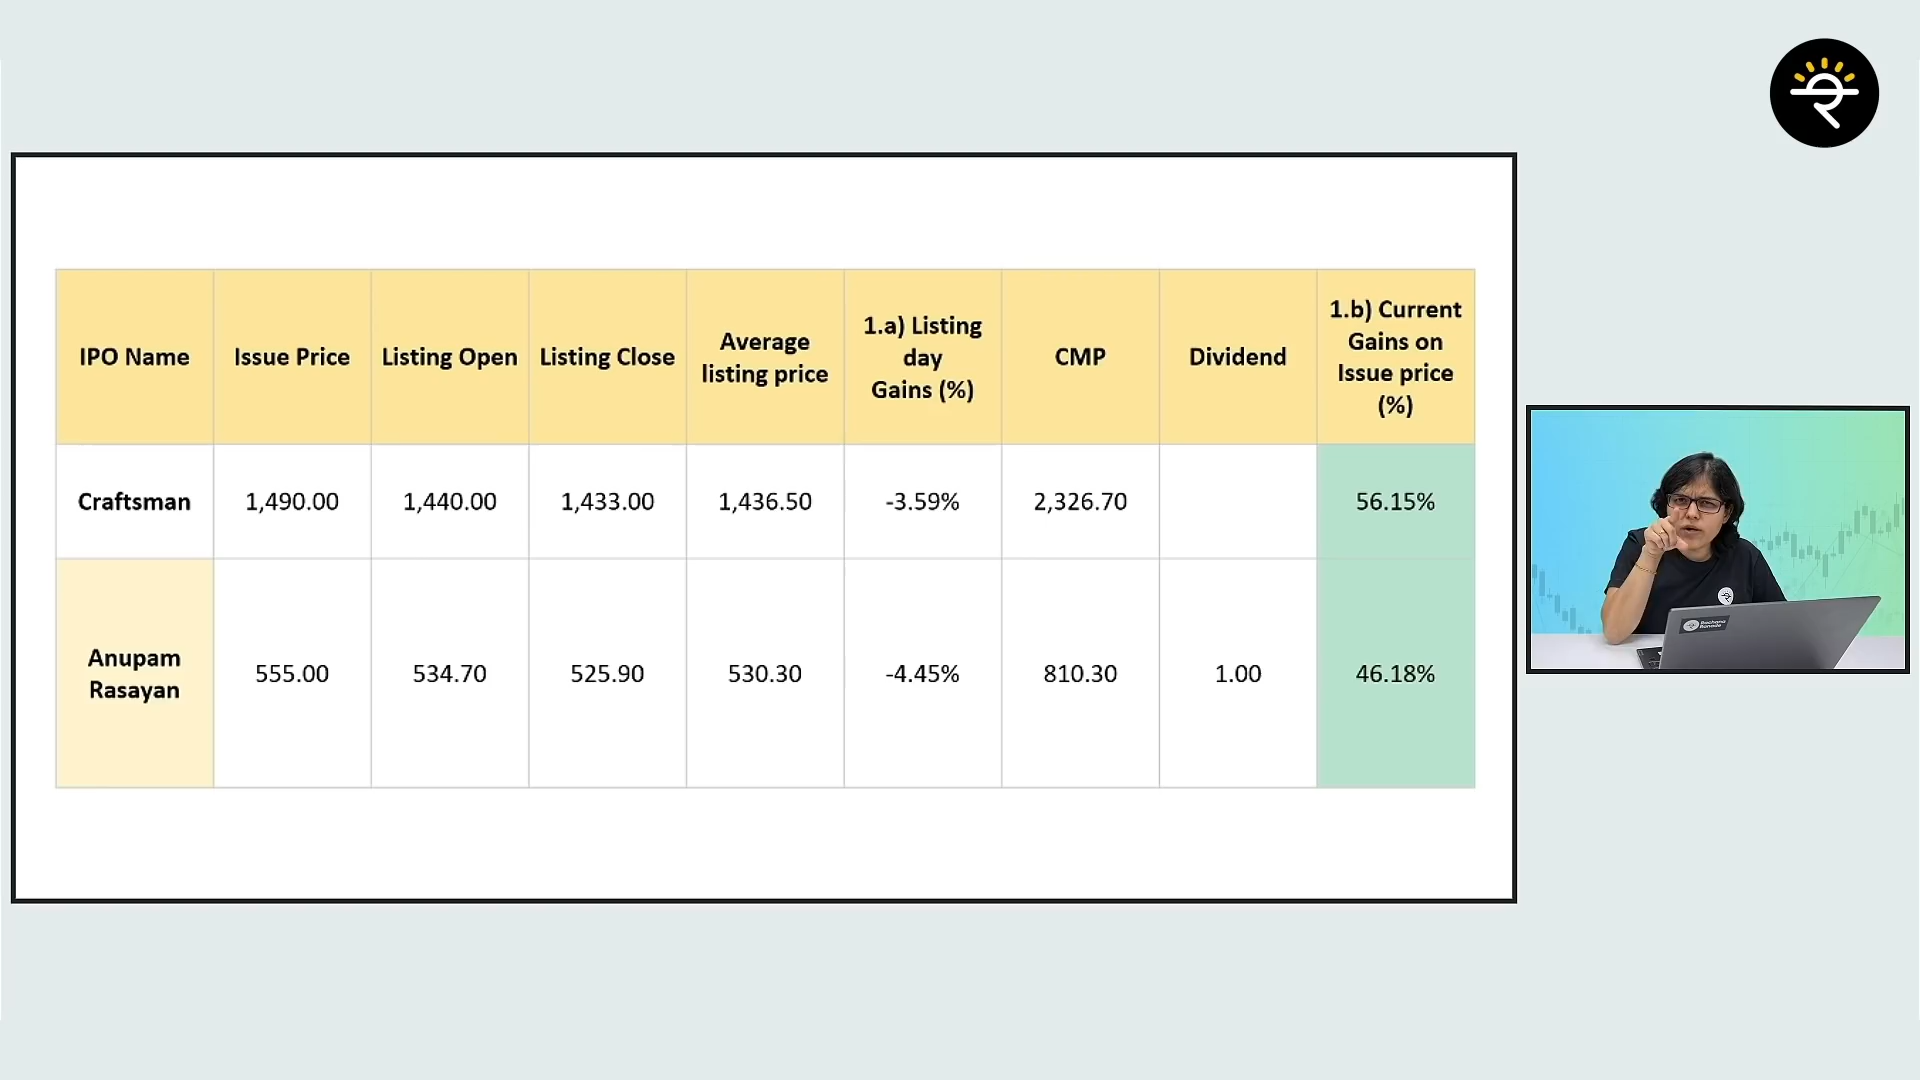 IPO Name
Issue Price
Listing Open
Listing Close
Average
listing price
1.a) Listing
day
Gains (%)
CMP
Dividend
1.b) Current
Gains on
Issue price
(%)
Craftsman
1,490.00
1,440.00
1,433.00
1,436.50
-3.59%
2,326.70
56.15%
Anupam
Rasayan
555.00
534.70
525.90
530.30
-4.45%
810.30
1.00
46.18%
Rachana
Ranade